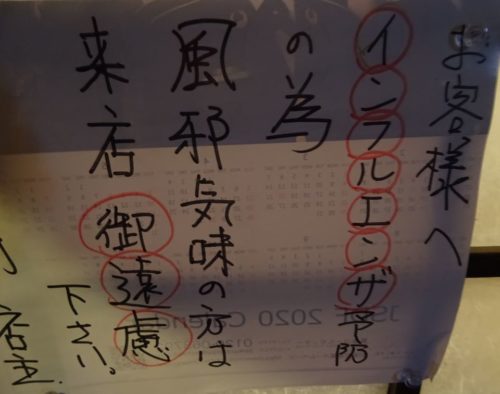 お客様へ
インラルエンザ予防
の為
風邪気味の方は
来店御遠慮
下さい。
店主.